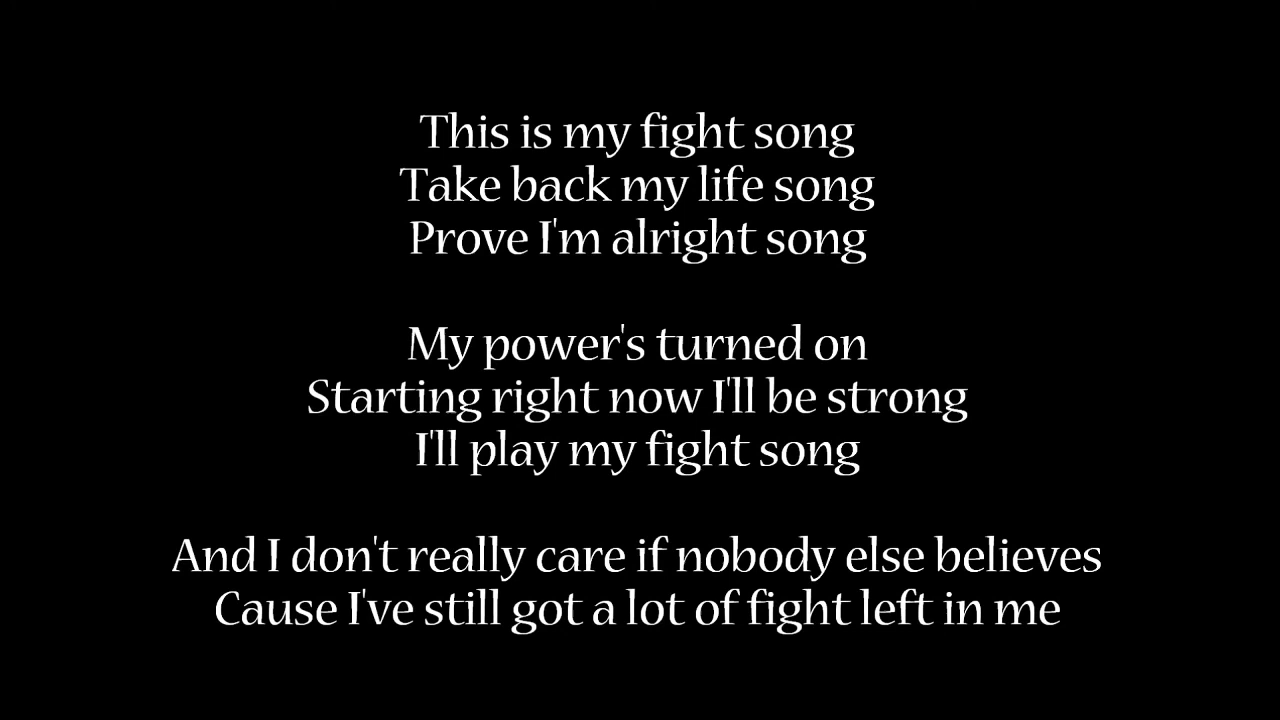 This is my fight song
Take back my life song
Prove I'm alright song
My power's turned on
Starting right now I'll be strong
I'll play my fight song
And I don't really care if nobody else believes
Cause I've still got a lot of fight left in me